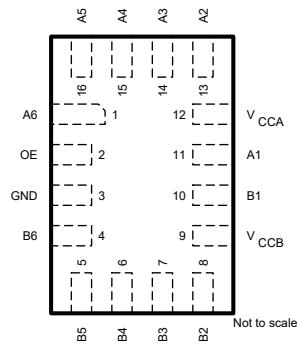 A5 A4 A3 A2
16 15 14 13
A6 1 12 VCCA
OE 2 11 A1
GND 3 10 B1
B6 4 9 VCCB
5 6 7 8
B5 B4 B3 B2
Not to scale